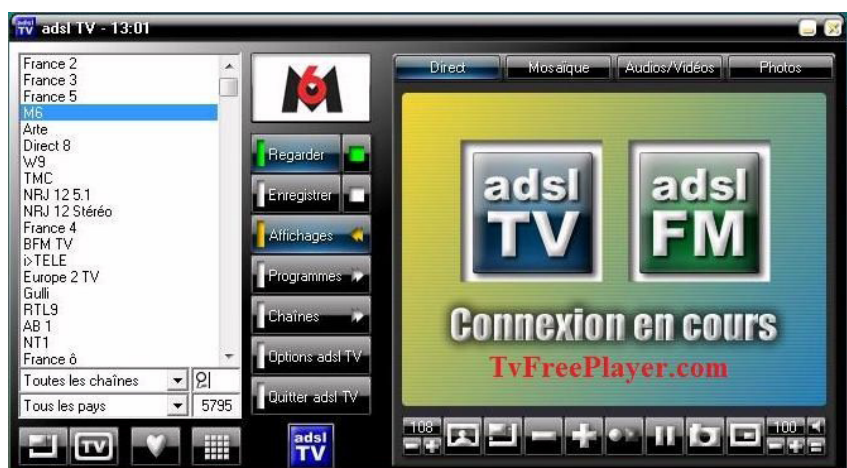 adsl TV - 13:01
France 2
France 3
France 5
M6
Arte
Direct 8
W9
TMC
NRJ 12 5.1
NRJ 12 Stéréo
France 4
BFM TV
i>TELE
Europe 2 TV
Gulli
RTL9
AB 1
NT1
France ô
Toutes les chaînes
Tous les pays
5795
TV
M6
Regarder
Enregistrer
Affichages
Programmes
Chaînes
Options adsl TV
Quitter adsl TV
adsl
TV
Direct Mosaïque Audios/Vidéos Photos
adsl
TV
adsl
FM
Connexion en cours
TvFreePlayer.com
108
100